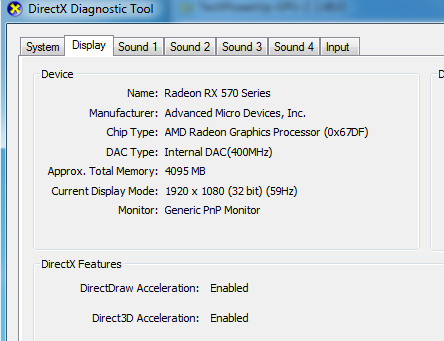 DirectX Diagnostic Tool
System Display Sound 1 Sound 2 Sound 3 Sound 4 Input
Device
Name: Radeon RX 570 Series
Manufacturer: Advanced Micro Devices, Inc.
Chip Type: AMD Radeon Graphics Processor (0x67DF)
DAC Type: Internal DAC(400MHz)
Approx. Total Memory: 4095 MB
Current Display Mode: 1920 x 1080 (32 bit) (59Hz)
Monitor: Generic PnP Monitor
DirectX Features
DirectDraw Acceleration: Enabled
Direct3D Acceleration: Enabled